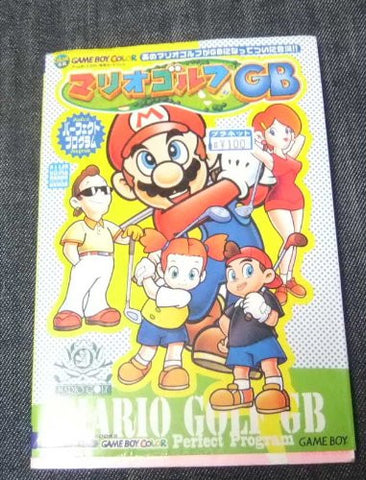 GAME BOY COLOR
あのマリオゴルフがGBになってついに登場!!
マリオゴルフGB
パーフェクト
プログラム
プラネット
¥100
MARIO GOLF GB
Perfect Program
GAME BOY COLOR
GAME BOY